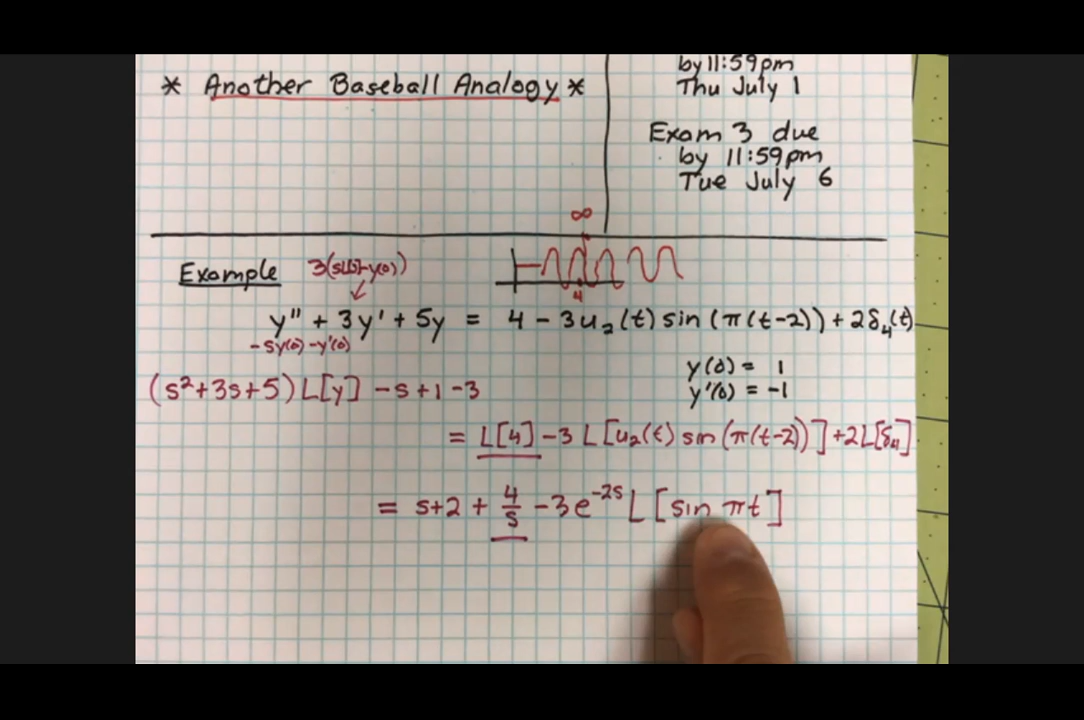 * Another Baseball Analogy *
by 11:59pm
Thu July 1
Exam 3 due
by 11:59pm
Tue July 6
∞
4
Example 3(sL[y]-y(0))
y'' + 3y' + 5y = 4 - 3u₂(t) sin(π(t-2)) + 2δ₄(t)
-sy(0) -y'(0)
y(0) = 1
y'(0) = -1
(s²+3s+5) L[y] - s + 1 - 3
= L[4] - 3 L[u₂(t) sin(π(t-2))] + 2L[δ₄]
= s+2 + 4/s - 3e⁻²ˢ L[sin πt]